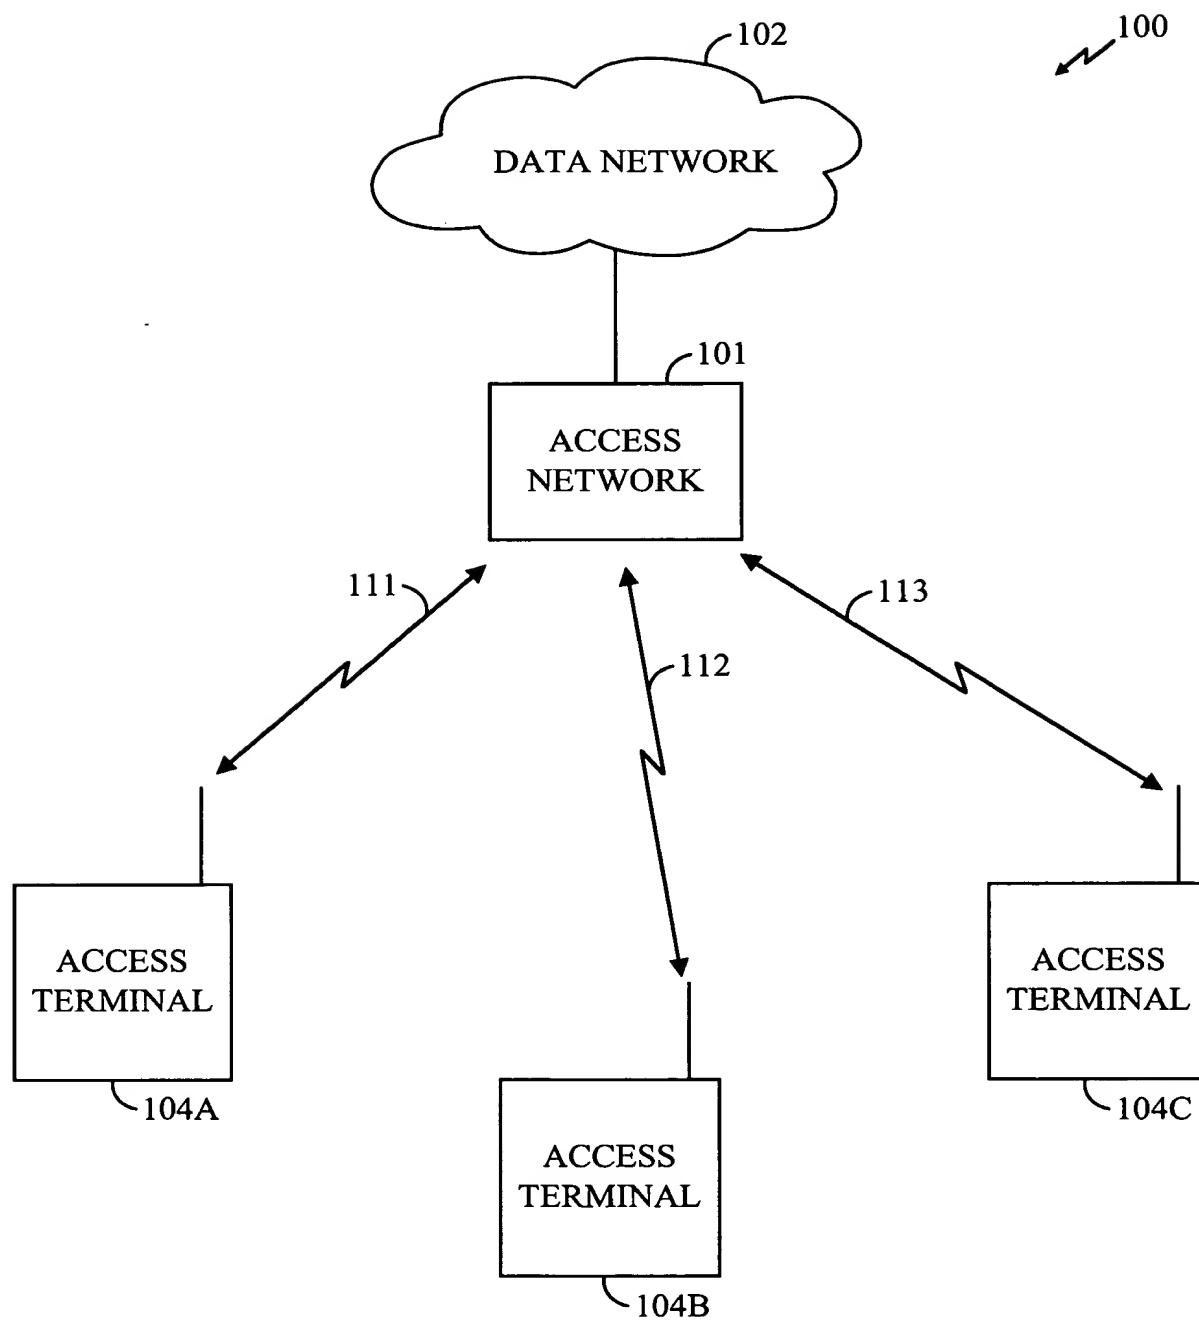 100
102
DATA NETWORK
101
ACCESS
NETWORK
111
113
112
ACCESS
TERMINAL
104A
ACCESS
TERMINAL
104C
ACCESS
TERMINAL
104B